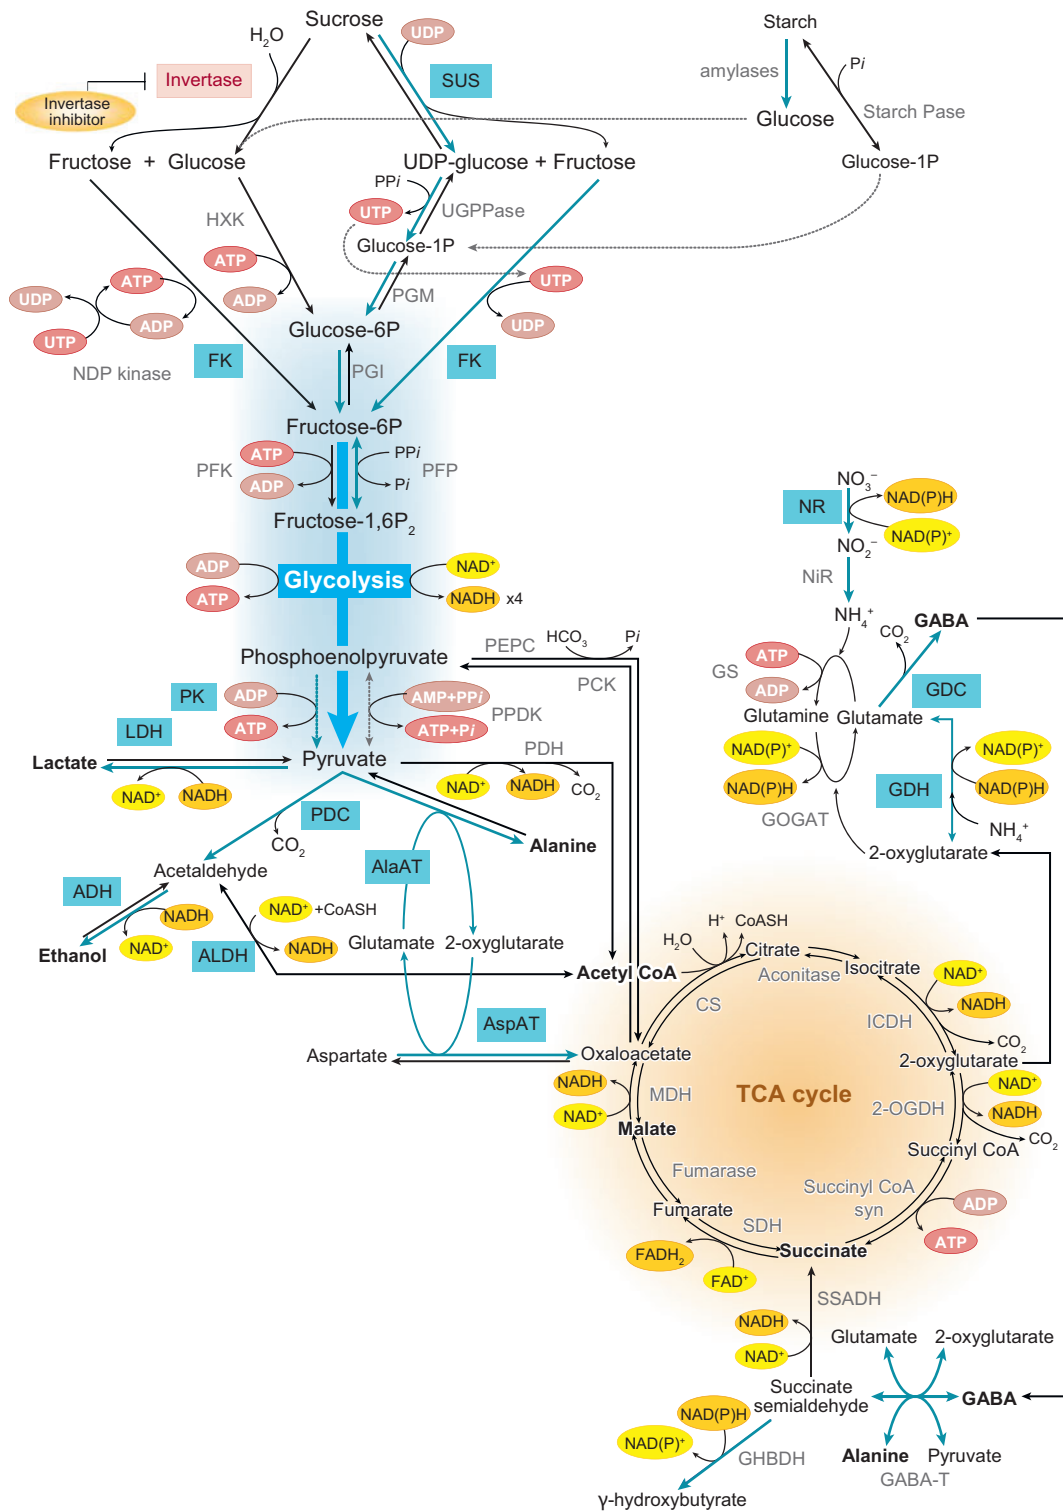 Sucrose
Starch
H₂O
UDP
Pi
Invertase
SUS
amylases
Invertase
inhibitor
Starch Pase
Glucose
Fructose + Glucose
UDP-glucose + Fructose
Glucose-1P
PPi
HXK
UTP
UGPPase
Glucose-1P
ATP
ATP
UTP
UDP
ADP
PGM
ADP
UDP
UTP
Glucose-6P
NDP kinase
FK
PGI
FK
Fructose-6P
ATP
PPi
PFK
PFP
ADP
Pi
NO₃⁻
NAD(P)H
NR
Fructose-1,6P₂
NAD(P)⁺
NO₂⁻
ADP
NAD⁺
NiR
Glycolysis
ATP
NADH x4
NH₄⁺
GABA
HCO₃
Pi
CO₂
PEPC
Phosphoenolpyruvate
ATP
GS
PCK
ADP
GDC
PK
ADP
AMP+PPi
LDH
ATP
ATP+Pi
PPDK
Glutamine
Glutamate
PDH
NAD(P)⁺
NAD(P)⁺
Lactate
Pyruvate
NAD⁺
NADH
NAD⁺
NADH
CO₂
NAD(P)H
GDH
NAD(P)H
PDC
GOGAT
NH₄⁺
CO₂
Alanine
2-oxyglutarate
Acetaldehyde
AlaAT
ADH
NADH
NAD⁺ +CoASH
H⁺ CoASH
NAD⁺
NADH
Glutamate
2-oxyglutarate
H₂O
Citrate
Ethanol
ALDH
Acetyl CoA
Aconitase
Isocitrate
NAD⁺
CS
NADH
AspAT
ICDH
CO₂
Aspartate
Oxaloacetate
2-oxyglutarate
NADH
MDH
TCA cycle
2-OGDH
NAD⁺
NAD⁺
NADH
Malate
CO₂
Succinyl CoA
Fumarase
Succinyl CoA
syn
ADP
Fumarate
SDH
ATP
FADH₂
Succinate
FAD⁺
SSADH
NADH
Glutamate
2-oxyglutarate
NAD⁺
Succinate
semialdehyde
GABA
NAD(P)H
NAD(P)⁺
GHBDH
Alanine
Pyruvate
GABA-T
γ-hydroxybutyrate